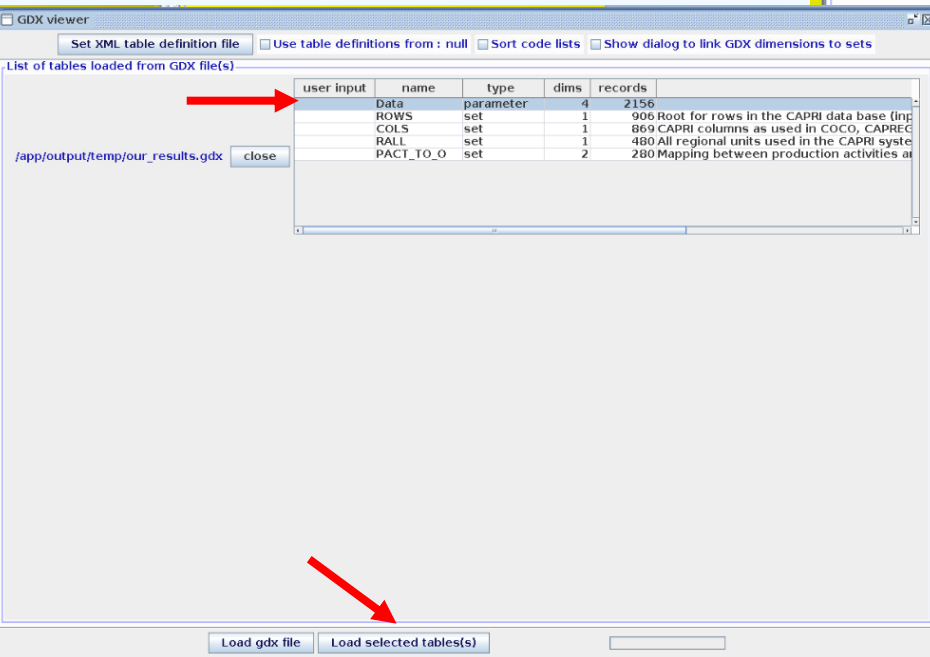 GDX viewer
Set XML table definition file Use table definitions from : null Sort code lists Show dialog to link GDX dimensions to sets
List of tables loaded from GDX file(s)
user input name type dims records
Data parameter 4 2156
ROWS set 1 906 Root for rows in the CAPRI data base (inp
COLS set 1 869 CAPRI columns as used in COCO, CAPREG
RALL set 1 480 All regional units used in the CAPRI syste
PACT_TO_O set 2 280 Mapping between production activities a
/app/output/temp/our_results.gdx close
Load gdx file Load selected tables(s)